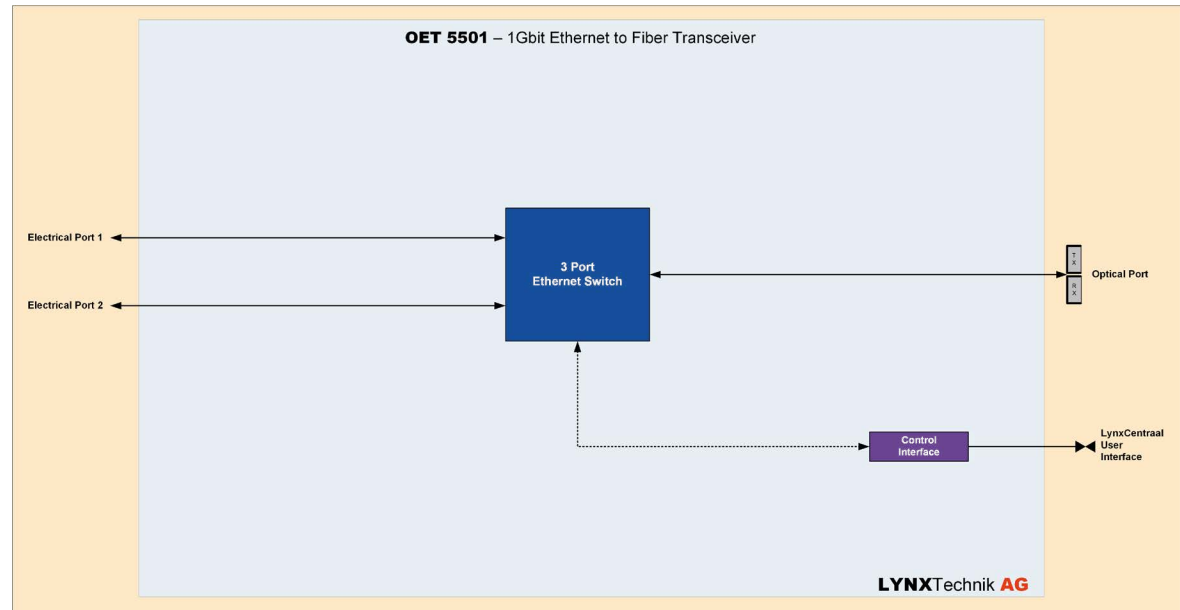 OET 5501 – 1Gbit Ethernet to Fiber Transceiver
Electrical Port 1
Electrical Port 2
3 Port
Ethernet Switch
T
X
R
X
Optical Port
Control
Interface
LynxCentraal
User
Interface
LYNXTechnik AG